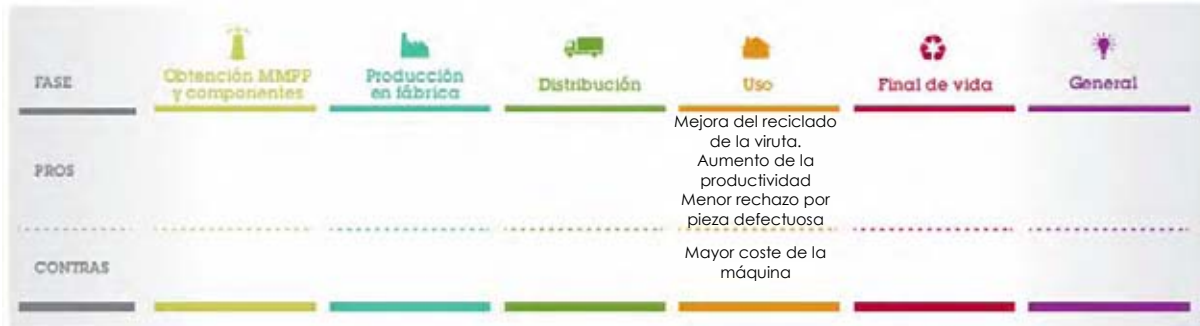 FASE
Obtención MMPP
y componentes
Producción
en fábrica
Distribución
Uso
Final de vida
General
PROS
Mejora del reciclado
de la viruta.
Aumento de la
productividad
Menor rechazo por
pieza defectuosa
CONTRAS
Mayor coste de la
máquina